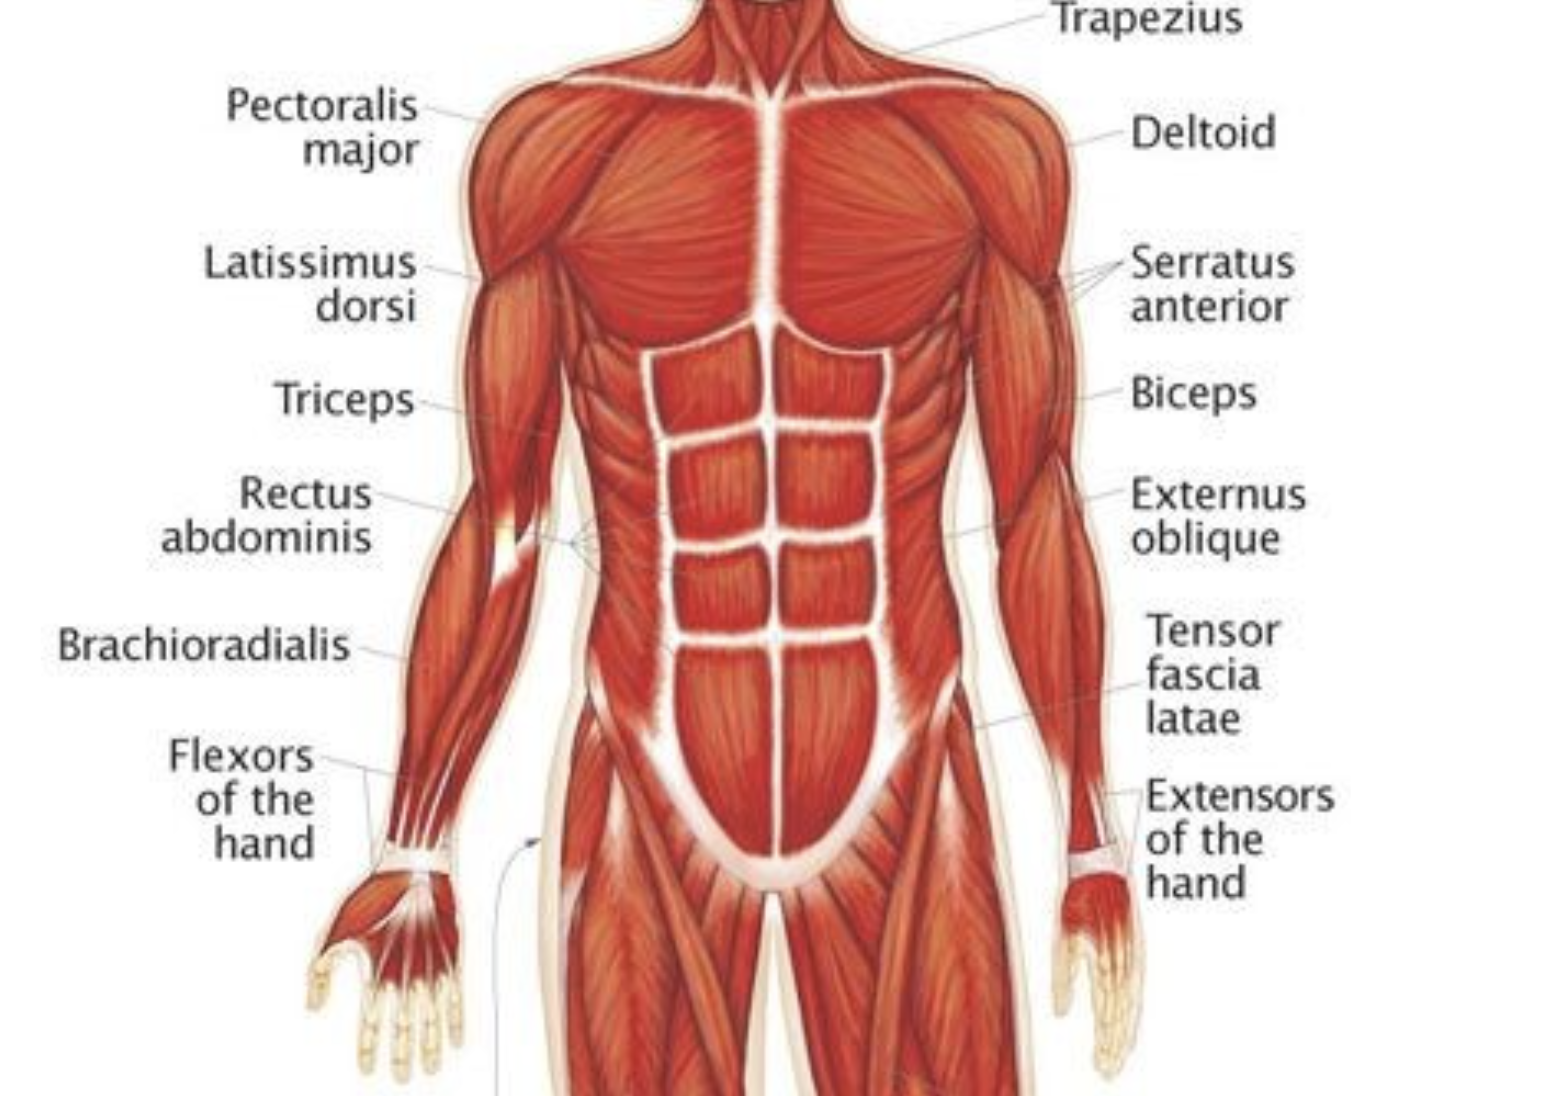 Trapezius
Pectoralis
major
Deltoid
Latissimus
dorsi
Serratus
anterior
Triceps
Biceps
Rectus
abdominis
Externus
oblique
Brachioradialis
Tensor
fascia
latae
Flexors
of the
hand
Extensors
of the
hand